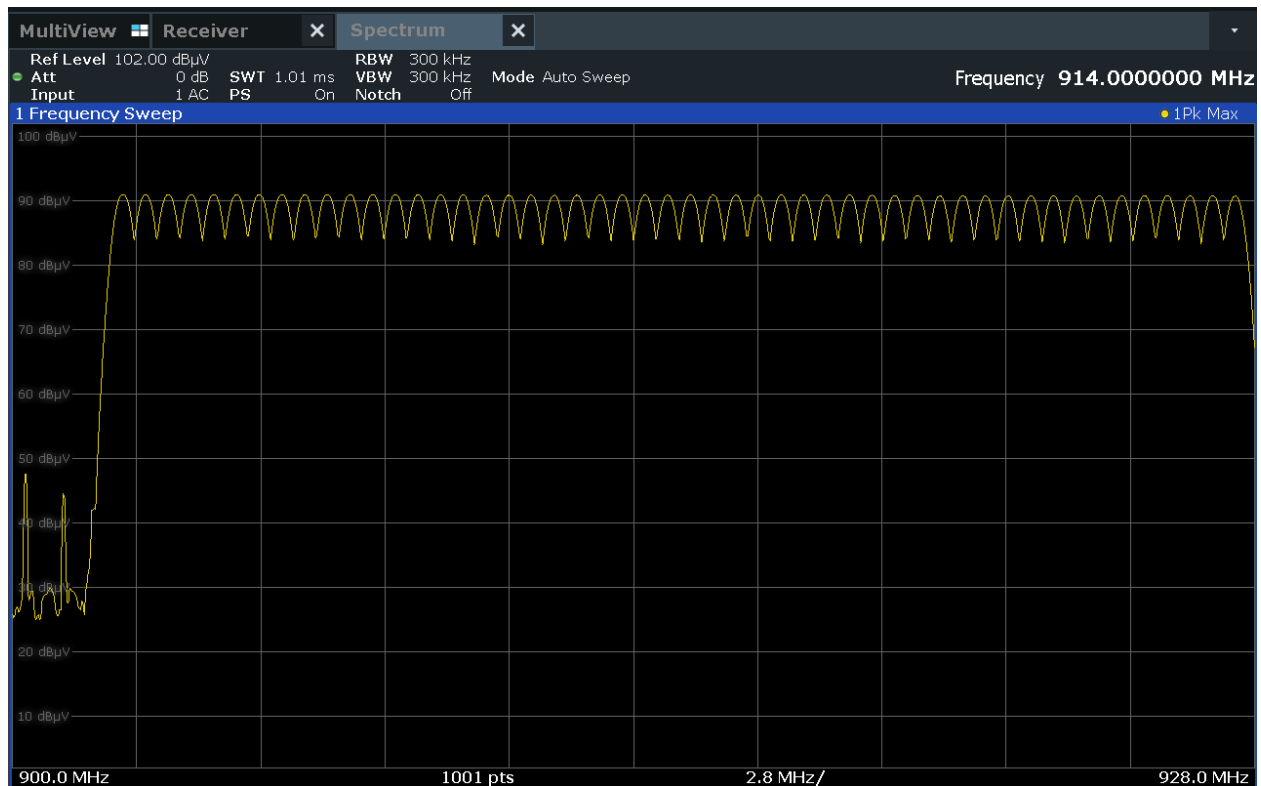 MultiView Receiver X Spectrum X
Ref Level 102.00 dBµV RBW 300 kHz
Att 0 dB SWT 1.01 ms VBW 300 kHz Mode Auto Sweep Frequency 914.0000000 MHz
Input 1 AC PS On Notch Off
1 Frequency Sweep 1Pk Max
100 dBµV
90 dBµV
80 dBµV
70 dBµV
60 dBµV
50 dBµV
40 dBµV
30 dBµV
20 dBµV
10 dBµV
900.0 MHz 1001 pts 2.8 MHz/ 928.0 MHz